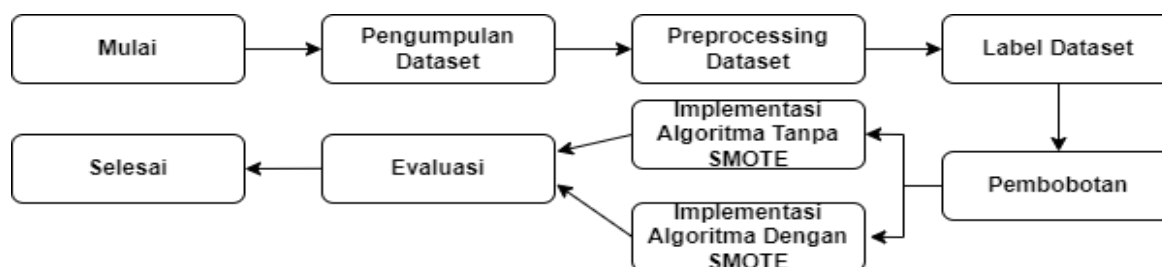 Mulai
Pengumpulan
Dataset
Preprocessing
Dataset
Label Dataset
Implementasi
Algoritma Tanpa
SMOTE
Selesai
Evaluasi
Pembobotan
Implementasi
Algoritma Dengan
SMOTE